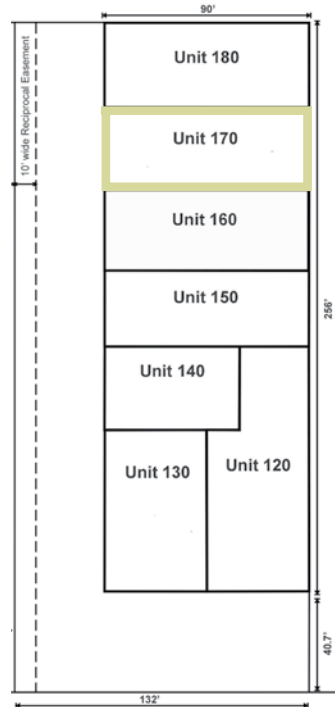 90'
10' wide Reciprocal Easement
Unit 180
Unit 170
Unit 160
Unit 150
256'
Unit 140
Unit 130
Unit 120
40.7'
132'